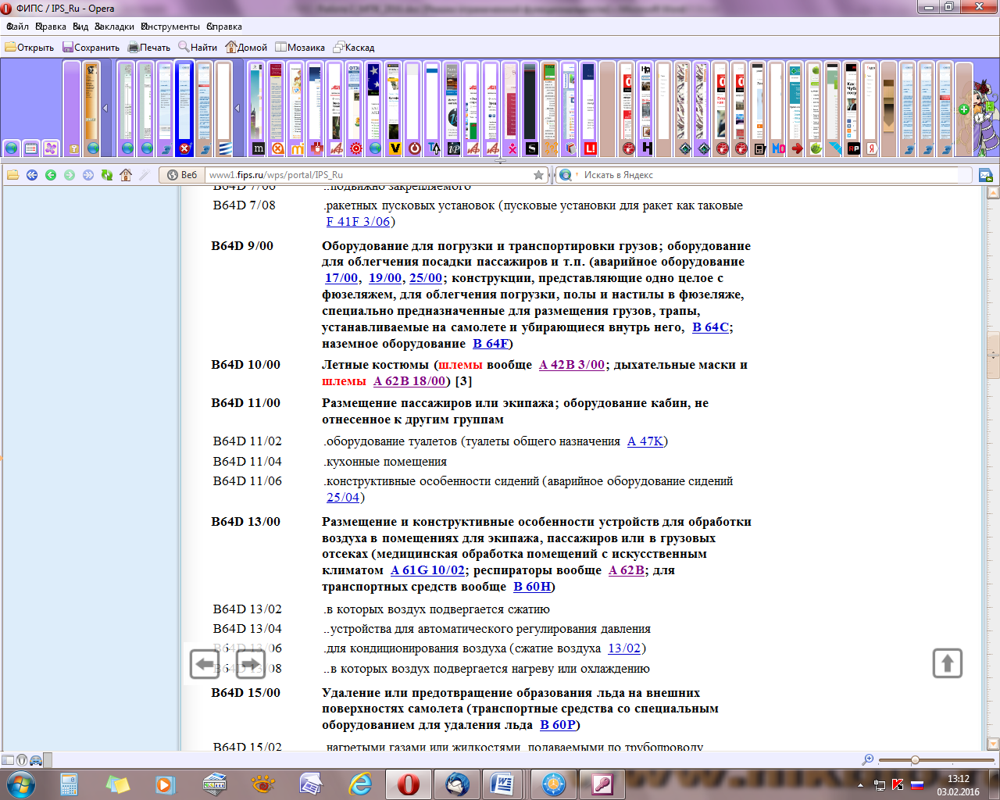 ФИПС / IPS_Ru - Opera
Файл Правка Вид Закладки Инструменты Справка
Открыть Сохранить Печать Найти Домой Мозаика Каскад
Веб www1.fips.ru/wps/portal/IPS_Ru Искать в Яндекс
B64D 7/06 ..подвижно закрепляемого
B64D 7/08 .ракетных пусковых установок (пусковые установки для ракет как таковые
F 41F 3/06)
B64D 9/00 Оборудование для погрузки и транспортировки грузов; оборудование
для облегчения посадки пассажиров и т.п. (аварийное оборудование
17/00, 19/00, 25/00; конструкции, представляющие одно целое с
фюзеляжем, для облегчения погрузки, полы и настилы в фюзеляже,
специально предназначенные для размещения грузов, трапы,
устанавливаемые на самолете и убирающиеся внутрь него, B 64C;
наземное оборудование B 64F)
B64D 10/00 Летные костюмы (шлемы вообще A 42B 3/00; дыхательные маски и
шлемы A 62B 18/00) [3]
B64D 11/00 Размещение пассажиров или экипажа; оборудование кабин, не
отнесенное к другим группам
B64D 11/02 .оборудование туалетов (туалеты общего назначения A 47K)
B64D 11/04 .кухонные помещения
B64D 11/06 .конструктивные особенности сидений (аварийное оборудование сидений
25/04)
B64D 13/00 Размещение и конструктивные особенности устройств для обработки
воздуха в помещениях для экипажа, пассажиров или в грузовых
отсеках (медицинская обработка помещений с искусственным
климатом A 61G 10/02; респираторы вообще A 62B; для
транспортных средств вообще B 60H)
B64D 13/02 .в которых воздух подвергается сжатию
B64D 13/04 ..устройства для автоматического регулирования давления
B64D 13/06 .для кондиционирования воздуха (сжатие воздуха 13/02)
B64D 13/08 ..в которых воздух подвергается нагреву или охлаждению
B64D 15/00 Удаление или предотвращение образования льда на внешних
поверхностях самолета (транспортные средства со специальным
оборудованием для удаления льда B 60P)
B64D 15/02 .нагретыми газами или жидкостями, подаваемыми по трубопроводу
13:12
03.02.2016